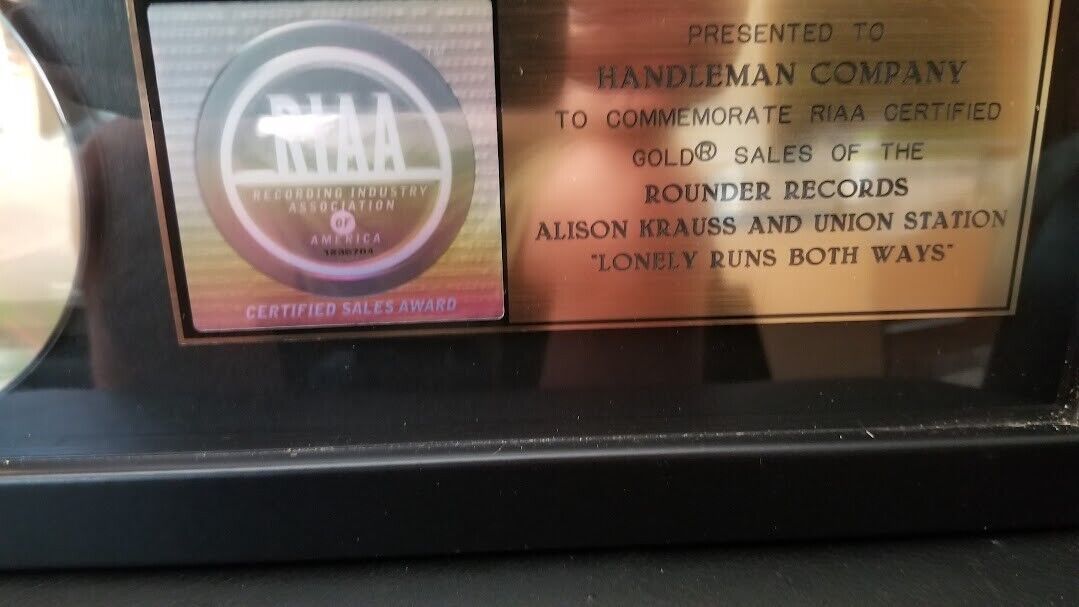 RIAA
RECORDING INDUSTRY
ASSOCIATION
OF
AMERICA
CERTIFIED SALES AWARD
PRESENTED TO
HANDLEMAN COMPANY
TO COMMEMORATE RIAA CERTIFIED
GOLD® SALES OF THE
ROUNDER RECORDS
ALISON KRAUSS AND UNION STATION
"LONELY RUNS BOTH WAYS"